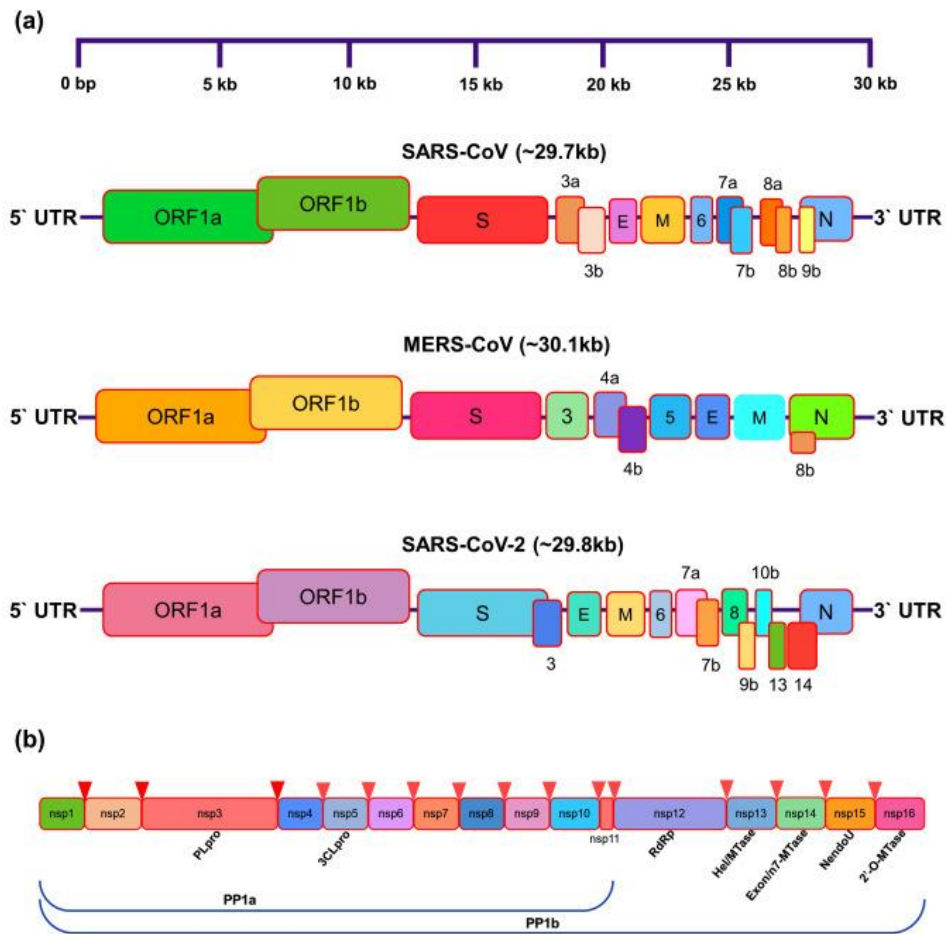 (a)
0 bp 5 kb 10 kb 15 kb 20 kb 25 kb 30 kb
SARS-CoV (~29.7kb)
3a 7a 8a
5` UTR ORF1a ORF1b S E M 6 N 3` UTR
3b 7b 8b 9b
MERS-CoV (~30.1kb)
4a
5` UTR ORF1a ORF1b S 3 5 E M N 3` UTR
4b 8b
SARS-CoV-2 (~29.8kb)
7a 10b
5` UTR ORF1a ORF1b S E M 6 8 N 3` UTR
3 7b 9b 13 14
(b)
nsp1 nsp2 nsp3 nsp4 nsp5 nsp6 nsp7 nsp8 nsp9 nsp10 nsp11 nsp12 nsp13 nsp14 nsp15 nsp16
PLpro 3CLpro RdRp Hel/MTase Exon/n7-MTase NendoU 2'-O-MTase
PP1a
PP1b